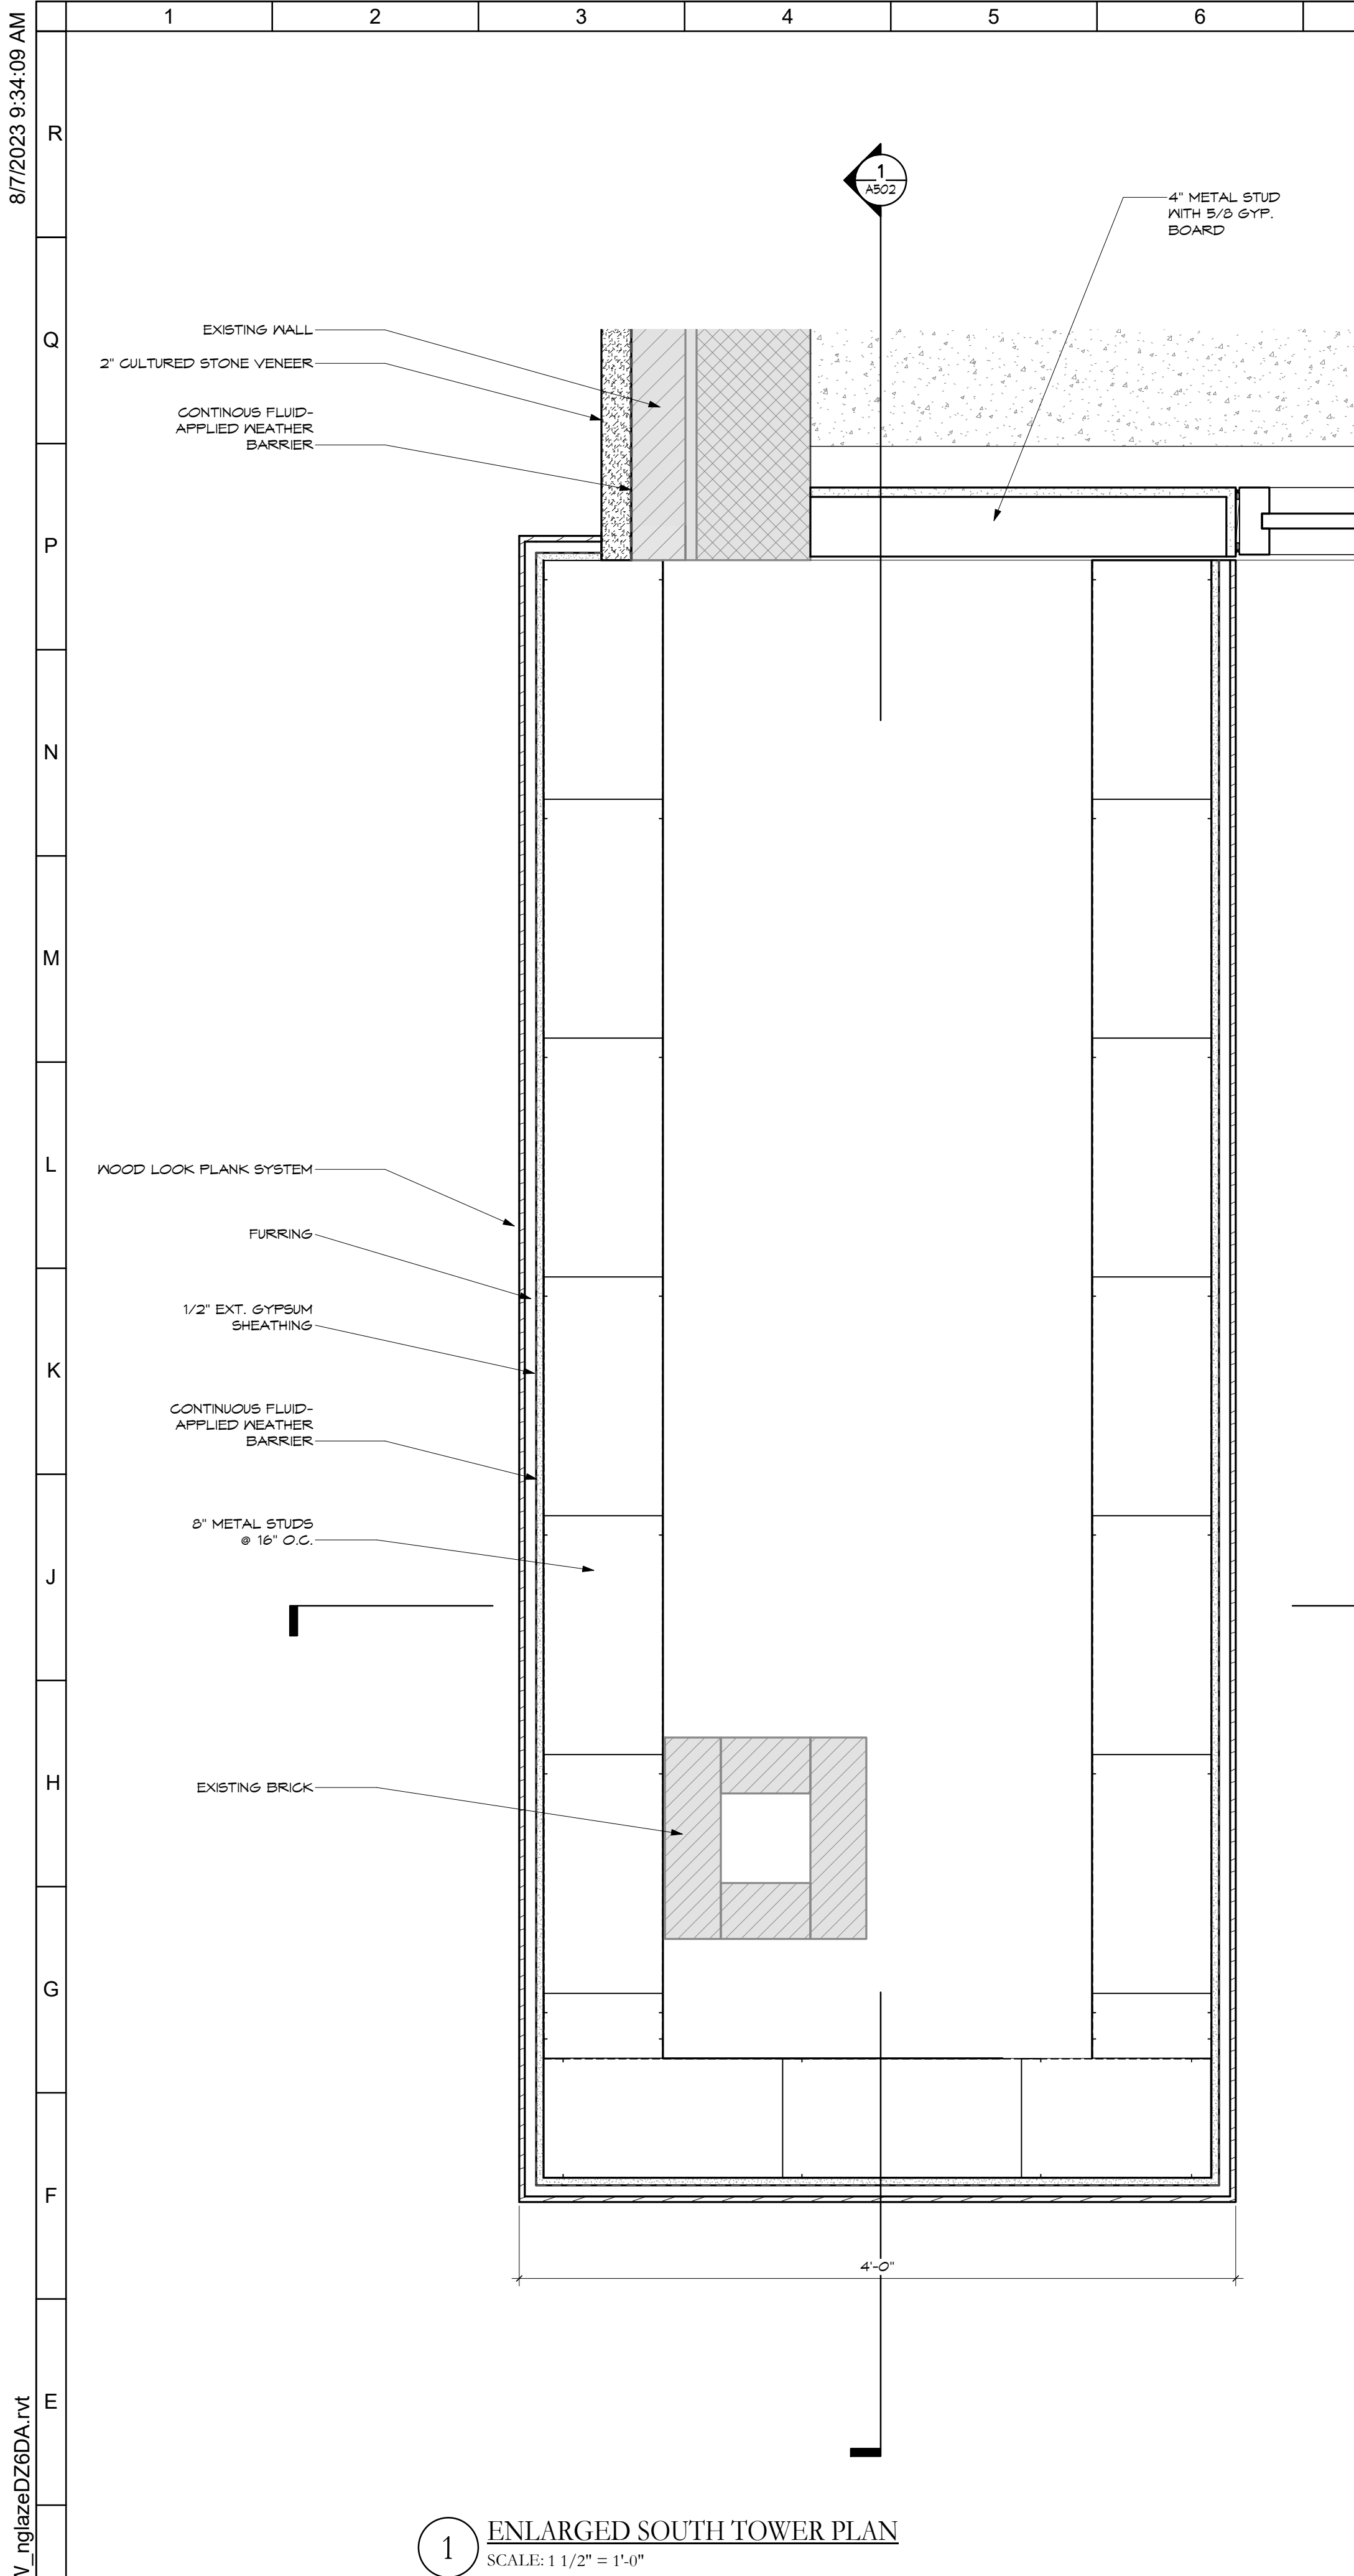 8/7/2023 9:34:09 AM
1 2 3 4 5 6
R
Q
P
N
M
L
K
J
H
G
F
E
1
A502
4" METAL STUD
WITH 5/8 GYP.
BOARD
EXISTING WALL
2" CULTURED STONE VENEER
CONTINOUS FLUID-
APPLIED WEATHER
BARRIER
WOOD LOOK PLANK SYSTEM
FURRING
1/2" EXT. GYPSUM
SHEATHING
CONTINUOUS FLUID-
APPLIED WEATHER
BARRIER
8" METAL STUDS
@ 16" O.C.
EXISTING BRICK
4'-0"
1
ENLARGED SOUTH TOWER PLAN
SCALE: 1 1/2" = 1'-0"
_nglazeDZ6DA.rvt